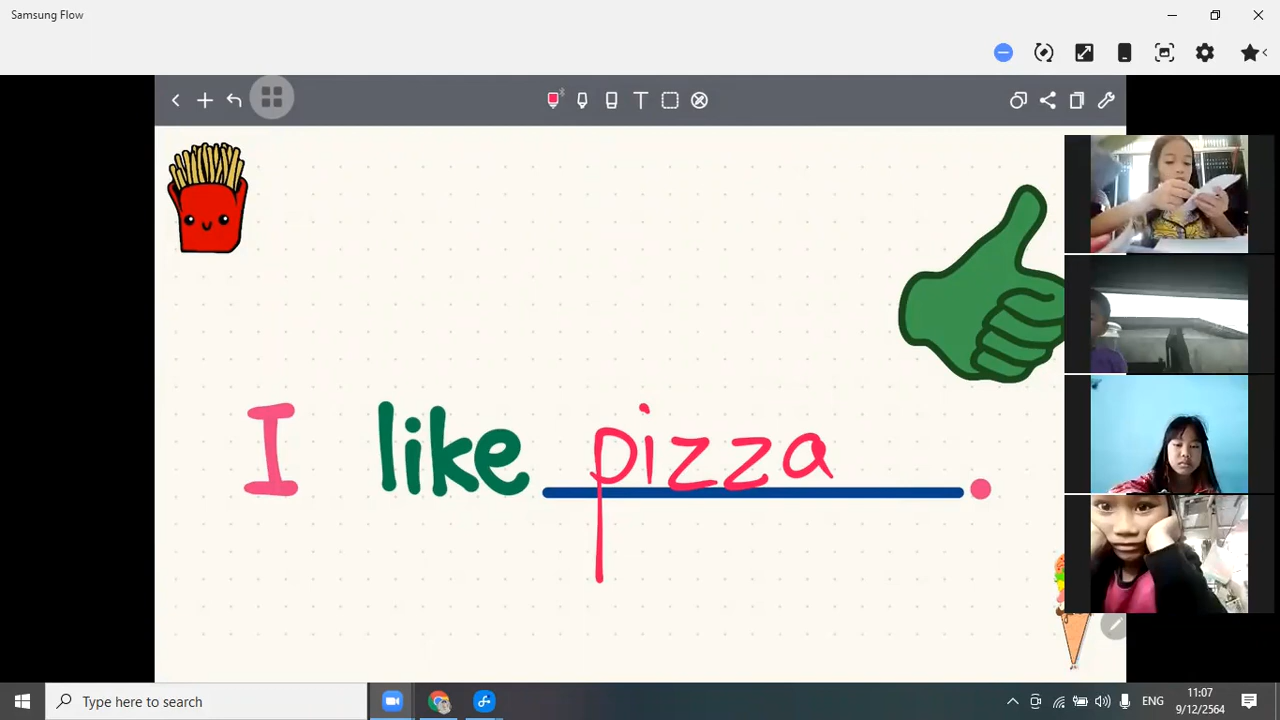 Samsung Flow
T
I like pizza .
Type here to search
ENG
11:07
9/12/2564